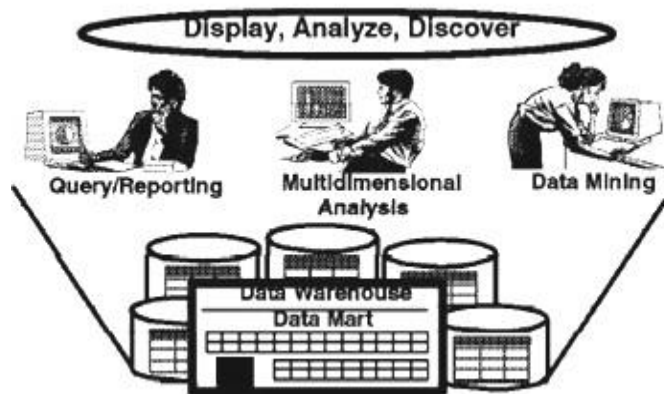 Display, Analyze, Discover
Query/Reporting
Multidimensional
Analysis
Data Mining
Data Warehouse
Data Mart